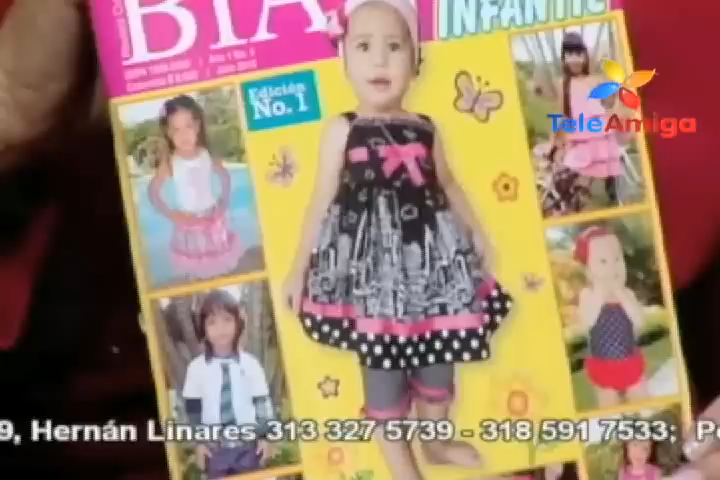 BIA
INFANTIL
Edición
No. 1
TeleAmiga
9, Hernán Linares 313 327 5739 - 318 591 7533; Pe